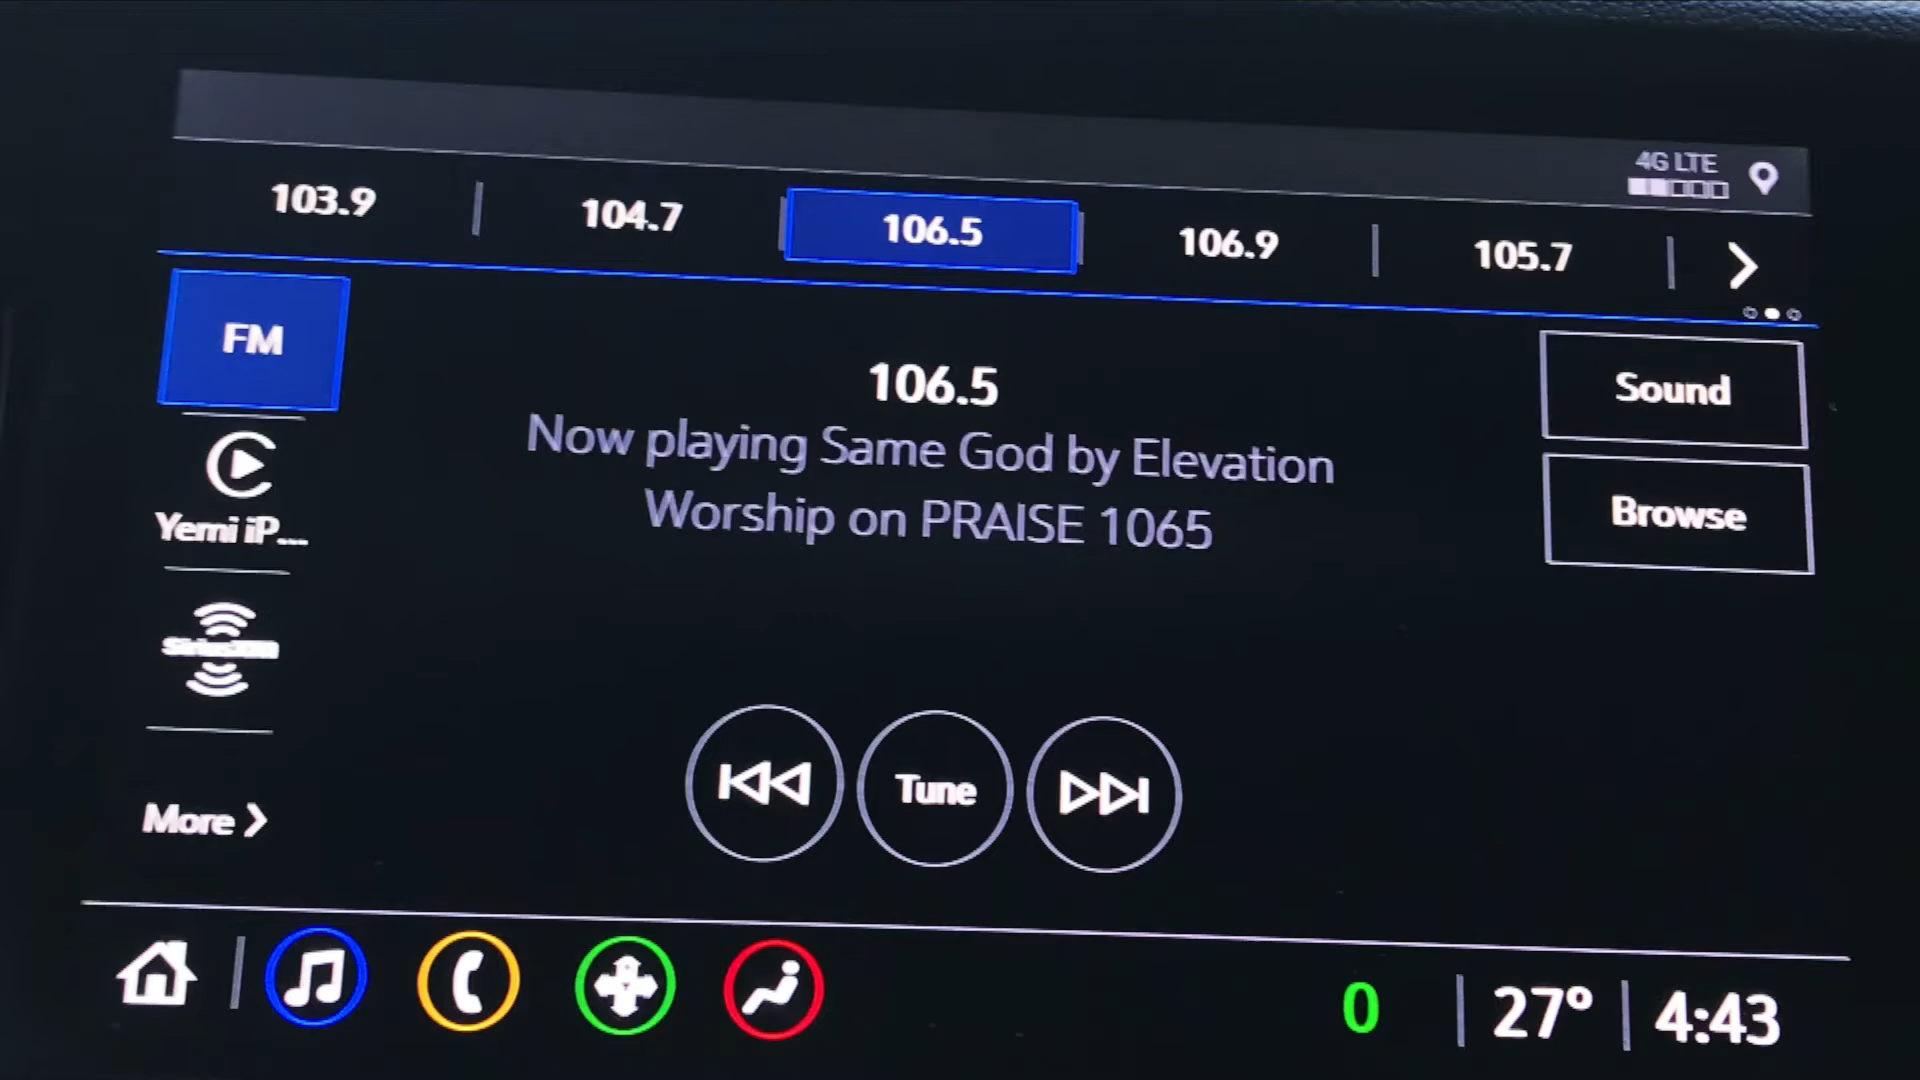 4G LTE
103.9
104.7
106.5
106.9
105.7
FM
106.5
Now playing Same God by Elevation
Worship on PRAISE 1065
Sound
Browse
Yemi iP...
SiriusXM
Tune
More
0
27°
4:43